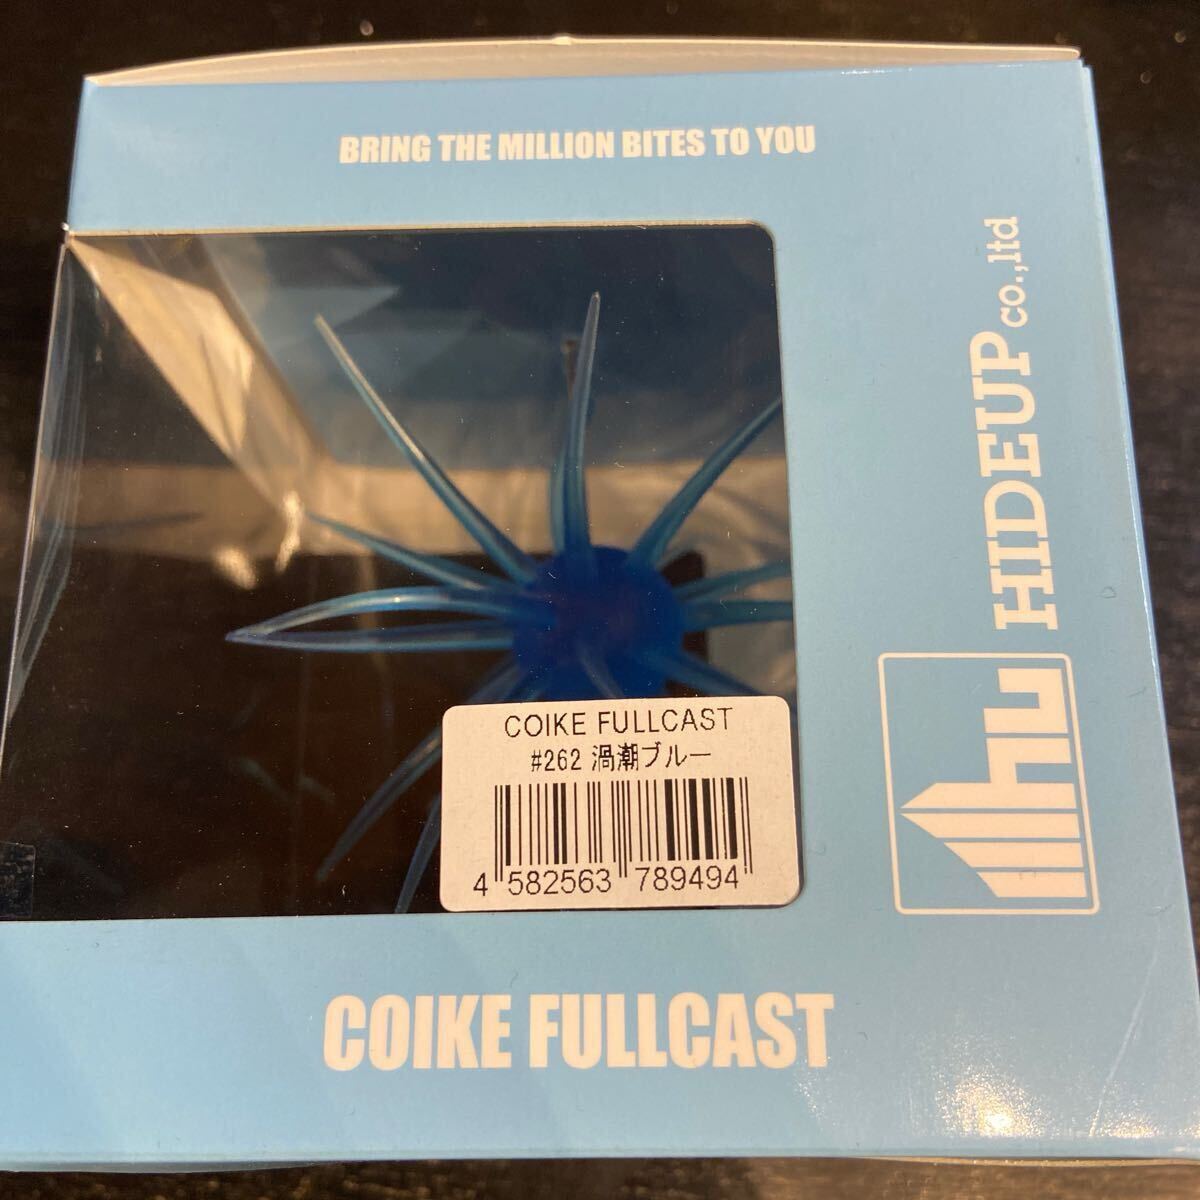 BRING THE MILLION BITES TO YOU
HIDEUP co.,ltd
hu
COIKE FULLCAST
#262 渦潮ブルー
4 582563 789494
COIKE FULLCAST